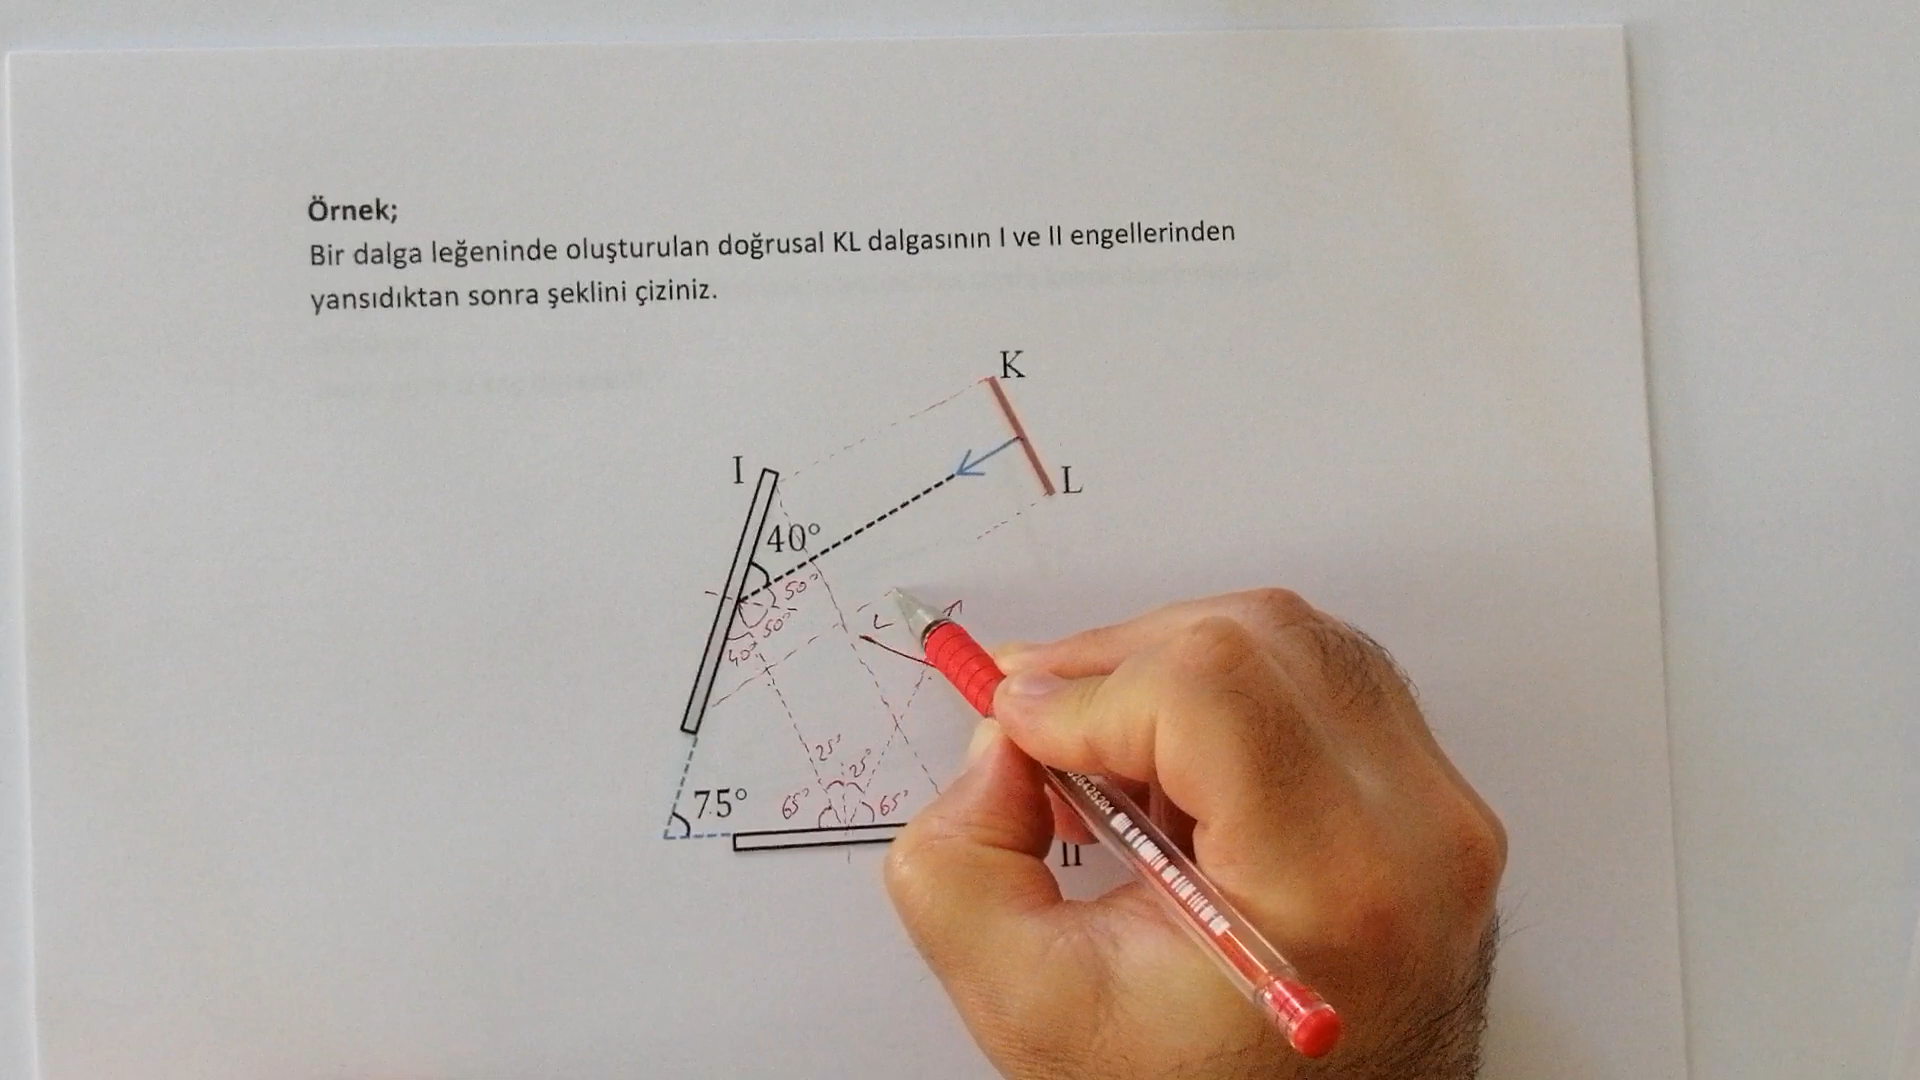 Örnek;
Bir dalga leğeninde oluşturulan doğrusal KL dalgasının I ve II engellerinden
yansıdıktan sonra şeklini çiziniz.
K
I
L
40°
50°
50°
40°
L
25°
25°
75°
65°
65°
II